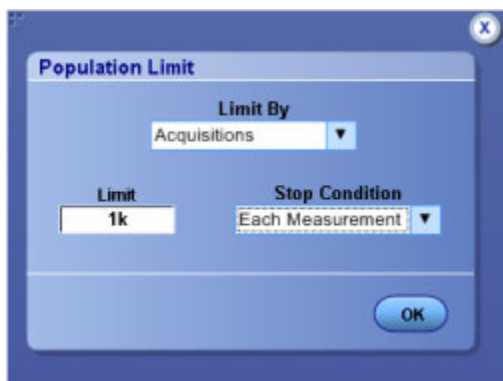 X
Population Limit
Limit By
Acquisitions
Limit
Stop Condition
1k
Each Measurement
OK